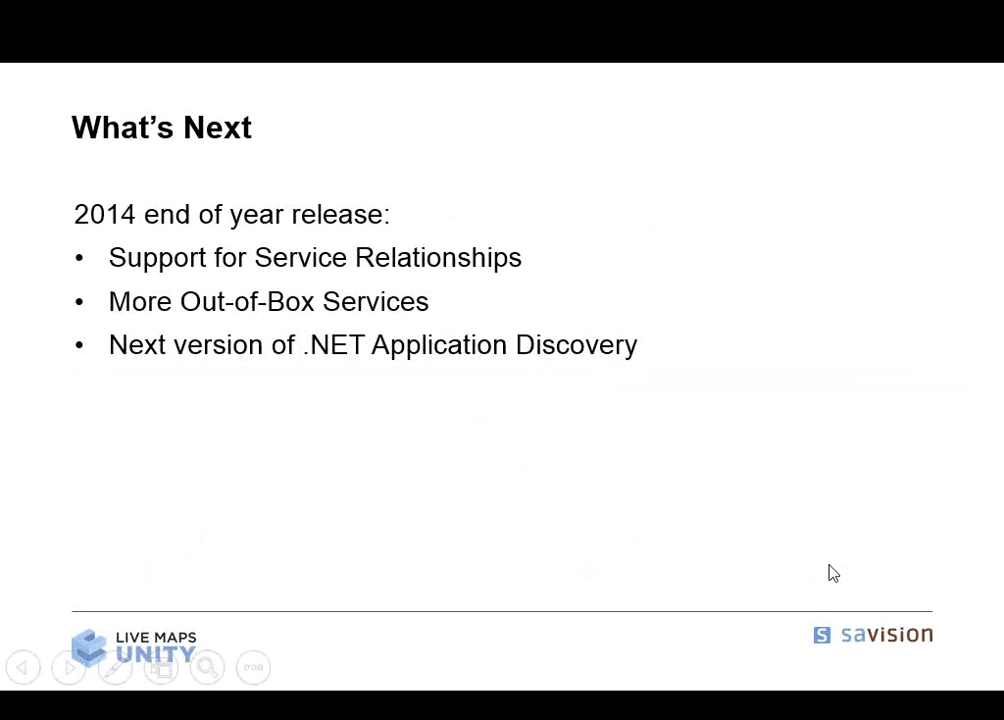 What's Next
2014 end of year release:
• Support for Service Relationships
• More Out-of-Box Services
• Next version of .NET Application Discovery
LIVE MAPS
UNITY
S savision